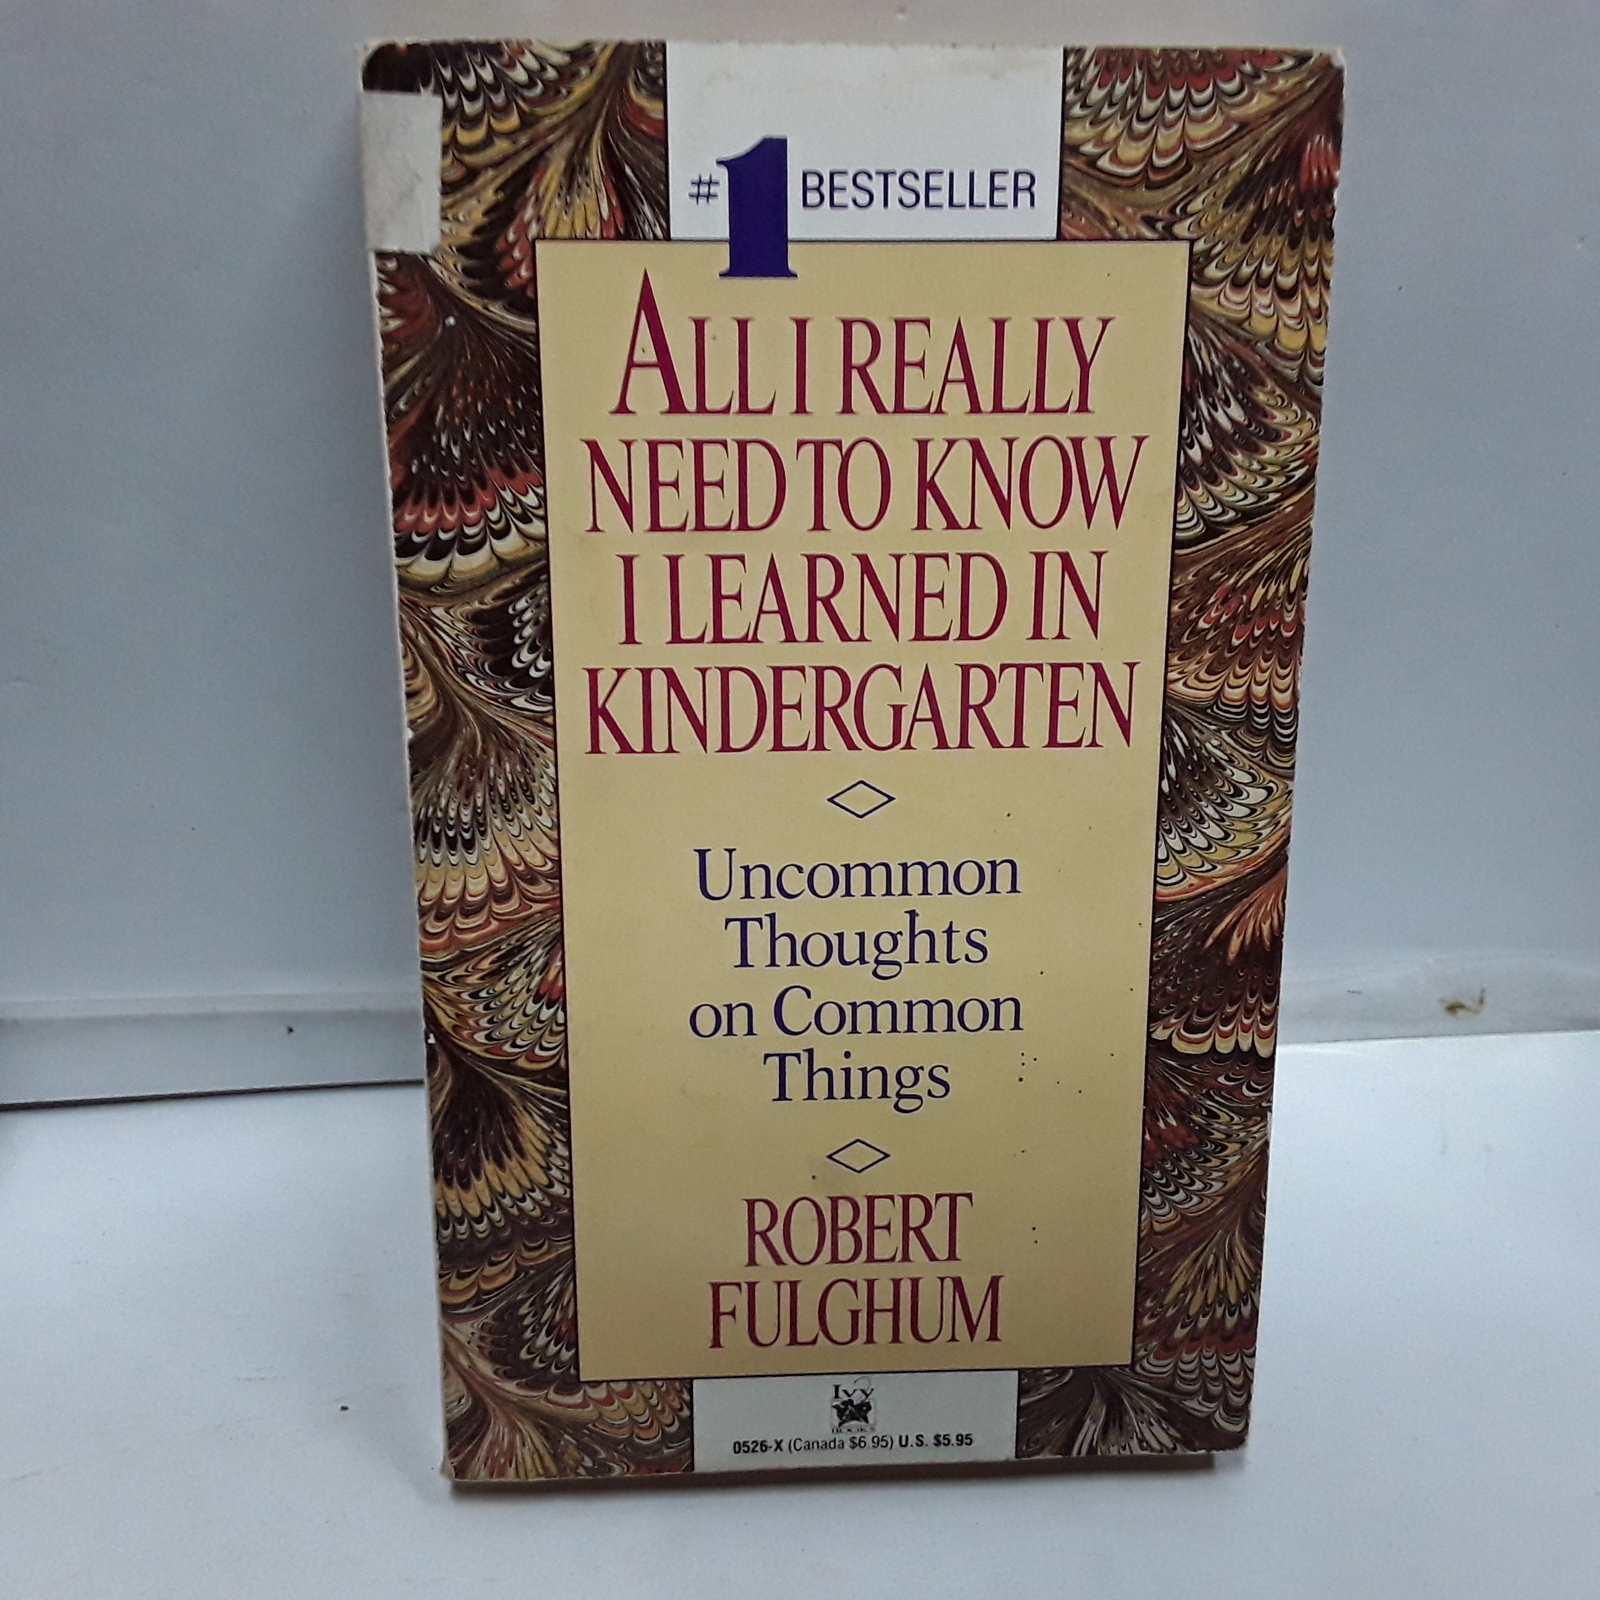 #1 BESTSELLER
ALL I REALLY
NEED TO KNOW
I LEARNED IN
KINDERGARTEN
Uncommon
Thoughts
on Common
Things
ROBERT
FULGHUM
Ivy
BOOKS
0526-X (Canada $6.95) U.S. $5.95